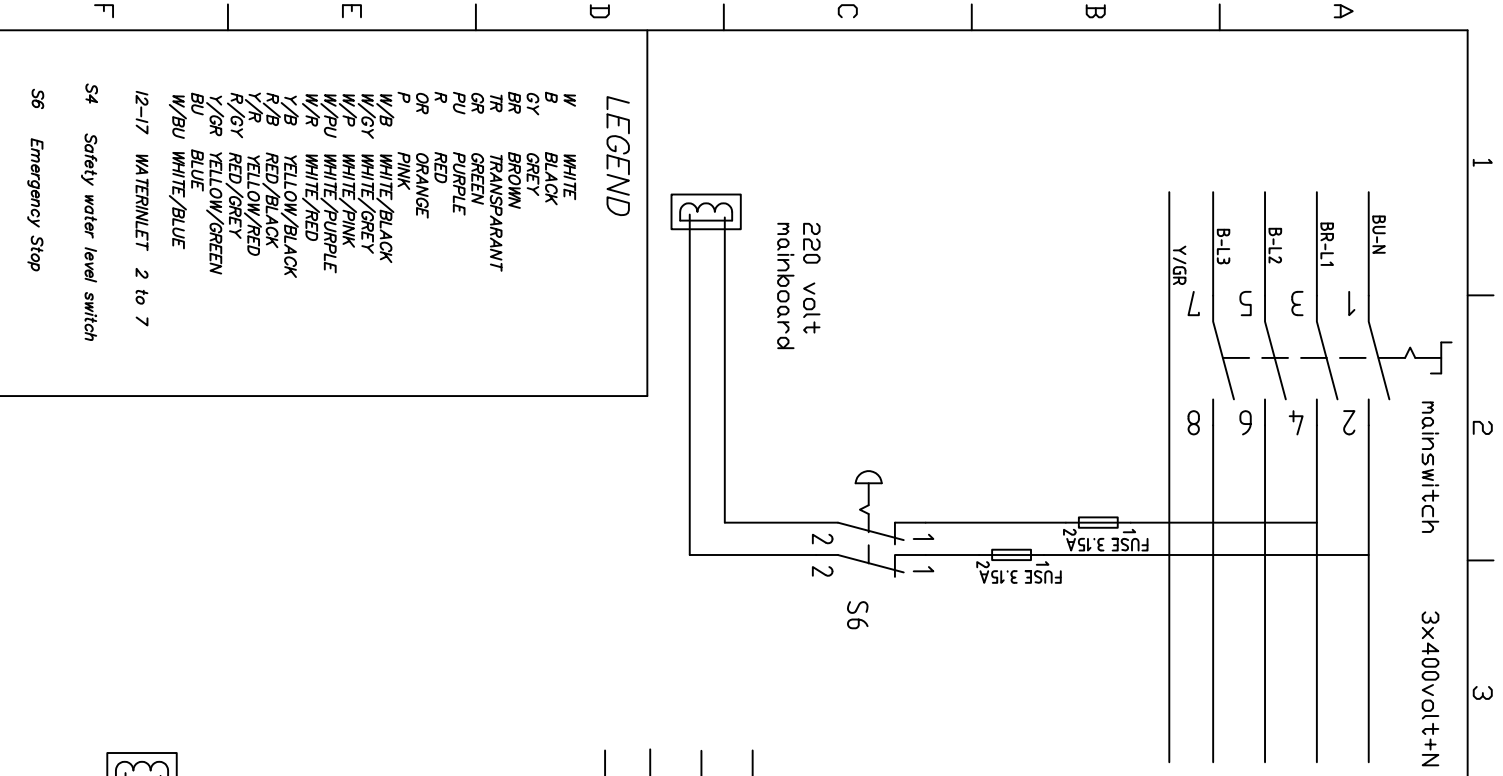 1
2
3
A
B
C
D
E
F
mainswitch
3x400volt+N
BU-N
BR-L1
B-L2
B-L3
Y/GR
1
2
3
4
5
6
7
8
FUSE 3.15A
1
2
FUSE 3.15A
1
2
1
2
1
2
S6
220 volt
mainboard
LEGEND
W WHITE
B BLACK
GY GREY
BR BROWN
TR TRANSPARANT
GR GREEN
PU PURPLE
R RED
OR ORANGE
P PINK
W/B WHITE/BLACK
W/GY WHITE/GREY
W/P WHITE/PINK
W/PU WHITE/PURPLE
W/R WHITE/RED
Y/B YELLOW/BLACK
R/B RED/BLACK
Y/R YELLOW/RED
R/GY RED/GREY
Y/GR YELLOW/GREEN
BU BLUE
W/BU WHITE/BLUE
12-17 WATERINLET 2 to 7
S4 Safety water level switch
S6 Emergency Stop